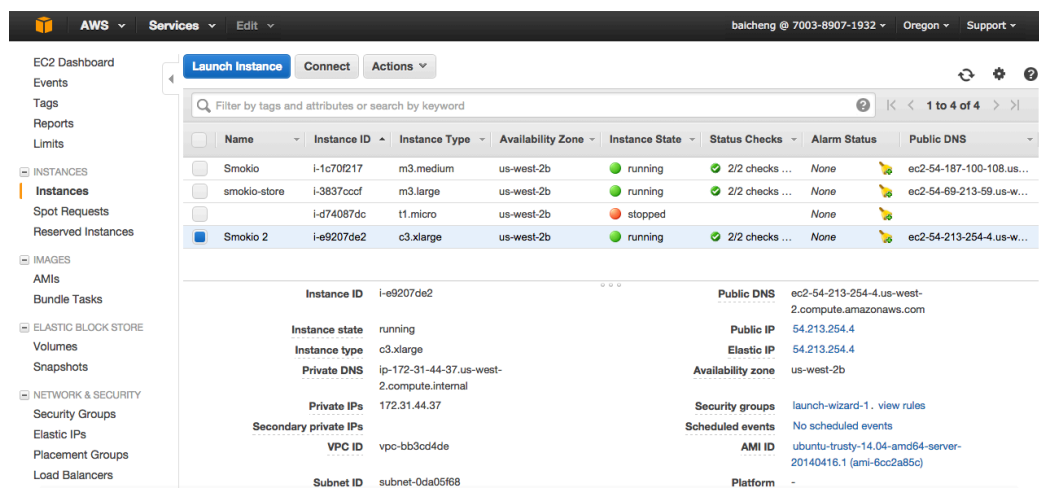 AWS Services Edit baicheng @ 7003-8907-1932 Oregon Support
EC2 Dashboard
Events
Tags
Reports
Limits
INSTANCES
Instances
Spot Requests
Reserved Instances
IMAGES
AMIs
Bundle Tasks
ELASTIC BLOCK STORE
Volumes
Snapshots
NETWORK & SECURITY
Security Groups
Elastic IPs
Placement Groups
Load Balancers
Launch Instance Connect Actions
Filter by tags and attributes or search by keyword 1 to 4 of 4
Name Instance ID Instance Type Availability Zone Instance State Status Checks Alarm Status Public DNS
Smokio i-1c70f217 m3.medium us-west-2b running 2/2 checks ... None ec2-54-187-100-108.us...
smokio-store i-3837cccf m3.large us-west-2b running 2/2 checks ... None ec2-54-69-213-59.us-w...
i-d74087dc t1.micro us-west-2b stopped None
Smokio 2 i-e9207de2 c3.xlarge us-west-2b running 2/2 checks ... None ec2-54-213-254-4.us-w...
Instance ID i-e9207de2
Instance state running
Instance type c3.xlarge
Private DNS ip-172-31-44-37.us-west-
2.compute.internal
Private IPs 172.31.44.37
Secondary private IPs
VPC ID vpc-bb3cd4de
Subnet ID subnet-0da05f68
Public DNS ec2-54-213-254-4.us-west-
2.compute.amazonaws.com
Public IP 54.213.254.4
Elastic IP 54.213.254.4
Availability zone us-west-2b
Security groups launch-wizard-1. view rules
Scheduled events No scheduled events
AMI ID ubuntu-trusty-14.04-amd64-server-
20140416.1 (ami-6cc2a85c)
Platform -